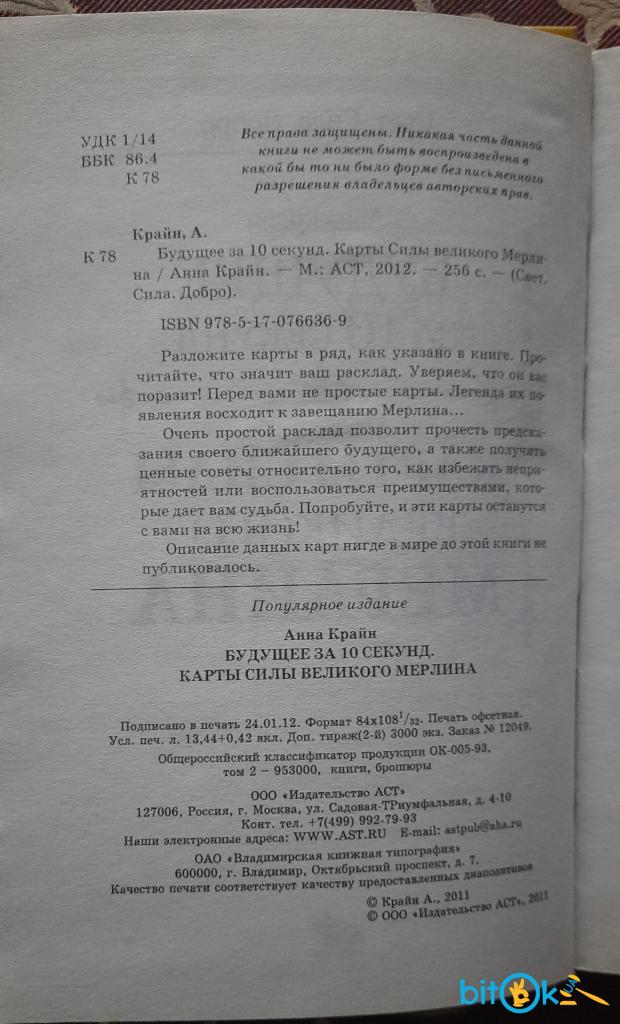 УДК 1/14
ББК 86.4
К 78
Все права защищены. Никакая часть данной
книги не может быть воспроизведена в
какой бы то ни было форме без письменного
разрешения владельцев авторских прав.
Крайн, А.
К 78 Будущее за 10 секунд. Карты Силы великого Мерли-
на / Анна Крайн. — М.: АСТ, 2012. — 256 с. — (Свет.
Сила. Добро).
ISBN 978-5-17-076636-9
Разложите карты в ряд, как указано в книге. Про-
читайте, что значит ваш расклад. Уверяем, что он вас
поразит! Перед вами не простые карты. Легенда их по-
явления восходит к завещанию Мерлина...
Очень простой расклад позволит прочесть предска-
зания своего ближайшего будущего, а также получить
ценные советы относительно того, как избежать непри-
ятностей или воспользоваться преимуществами, кото-
рые дает вам судьба. Попробуйте, и эти карты останутся
с вами на всю жизнь!
Описание данных карт нигде в мире до этой книги не
публиковалось.
Популярное издание
Анна Крайн
БУДУЩЕЕ ЗА 10 СЕКУНД.
КАРТЫ СИЛЫ ВЕЛИКОГО МЕРЛИНА
Подписано в печать 24.01.12. Формат 84х108 1/32. Печать офсетная.
Усл. печ. л. 13,44+0,42 вкл. Доп. тираж(2-й) 3000 экз. Заказ № 12049.
Общероссийский классификатор продукции ОК-005-93,
том 2 – 953000, книги, брошюры
ООО «Издательство АСТ»
127006, Россия, г. Москва, ул. Садовая-ТРиумфальная, д. 4-10
Конт. тел. +7(499) 992-79-93
Наши электронные адреса: WWW.AST.RU E-mail: astpub@aha.ru
ОАО «Владимирская книжная типография»
600000, г. Владимир, Октябрьский проспект, д. 7.
Качество печати соответствует качеству предоставленных диапозитивов
© Крайн А., 2011
© ООО «Издательство АСТ», 2011
bitOk UA